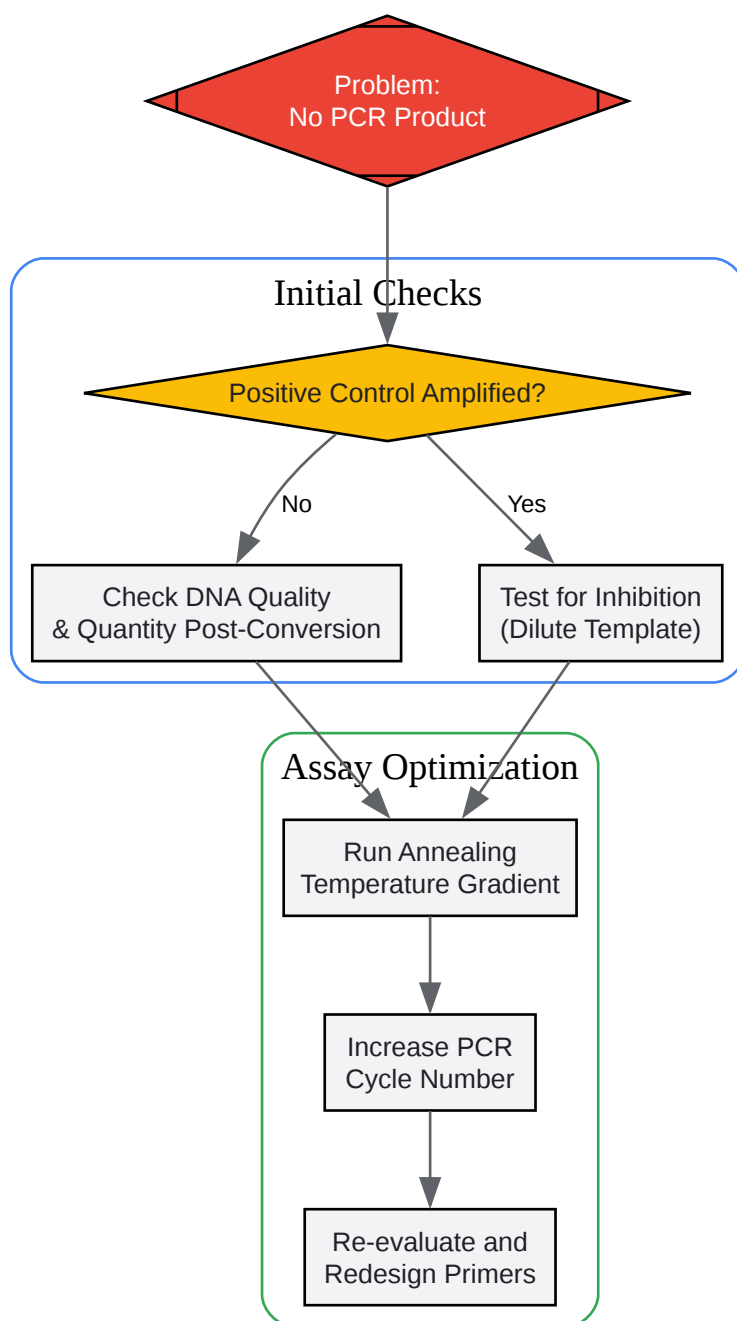 Problem:
No PCR Product
Initial Checks
Positive Control Amplified?
No
Yes
Check DNA Quality
& Quantity Post-Conversion
Test for Inhibition
(Dilute Template)
Assay Optimization
Run Annealing
Temperature Gradient
Increase PCR
Cycle Number
Re-evaluate and
Redesign Primers